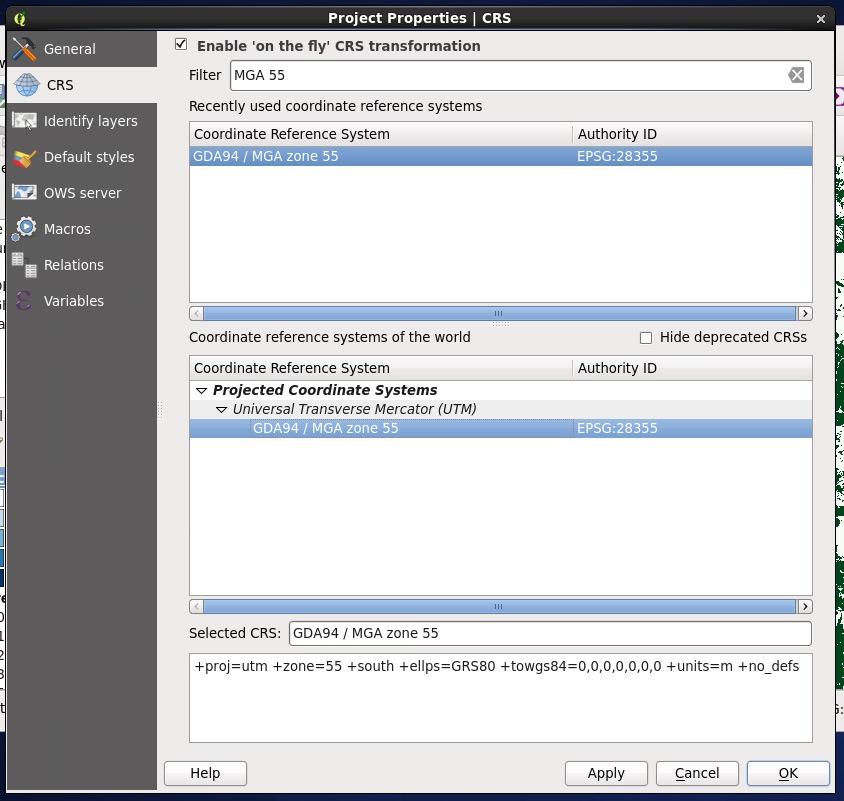 Project Properties | CRS
General
CRS
Identify layers
Default styles
OWS server
Macros
Relations
Variables
Enable 'on the fly' CRS transformation
Filter MGA 55
Recently used coordinate reference systems
Coordinate Reference System Authority ID
GDA94 / MGA zone 55 EPSG:28355
Coordinate reference systems of the world Hide deprecated CRSs
Coordinate Reference System Authority ID
Projected Coordinate Systems
Universal Transverse Mercator (UTM)
GDA94 / MGA zone 55 EPSG:28355
Selected CRS: GDA94 / MGA zone 55
+proj=utm +zone=55 +south +ellps=GRS80 +towgs84=0,0,0,0,0,0,0 +units=m +no_defs
Help Apply Cancel OK